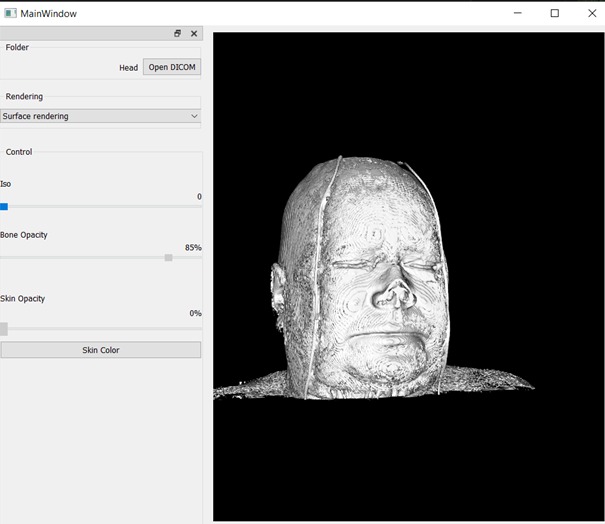 MainWindow
Folder
Head Open DICOM
Rendering
Surface rendering
Control
Iso
0
Bone Opacity
85%
Skin Opacity
0%
Skin Color